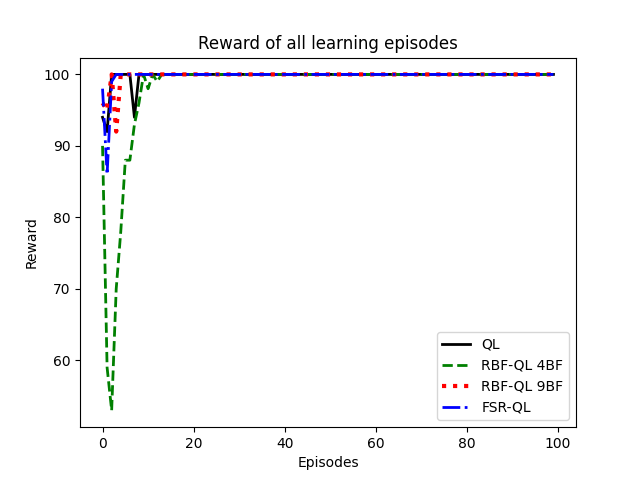 Reward of all learning episodes
100
90
80
70
60
Reward
0 20 40 60 80 100
Episodes
QL
RBF-QL 4BF
RBF-QL 9BF
FSR-QL